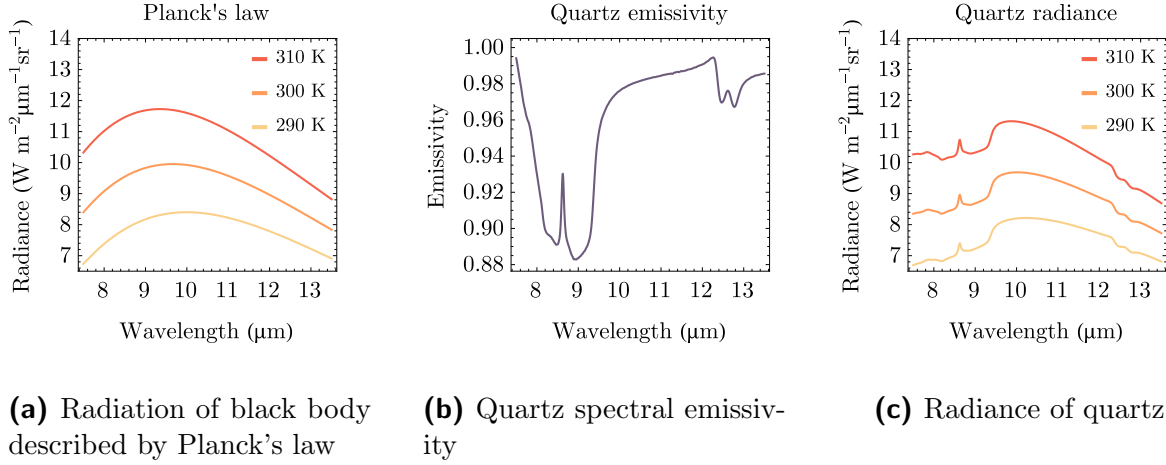 Planck's law
14
13
12
11
10
9
8
7
Radiance (W m⁻²μm⁻¹sr⁻¹)
310 K
300 K
290 K
8 9 10 11 12 13
Wavelength (μm)
(a) Radiation of black body
described by Planck's law
Quartz emissivity
1.00
0.98
0.96
0.94
0.92
0.90
0.88
Emissivity
8 9 10 11 12 13
Wavelength (μm)
(b) Quartz spectral emissiv-
ity
Quartz radiance
14
13
12
11
10
9
8
7
Radiance (W m⁻²μm⁻¹sr⁻¹)
310 K
300 K
290 K
8 9 10 11 12 13
Wavelength (μm)
(c) Radiance of quartz